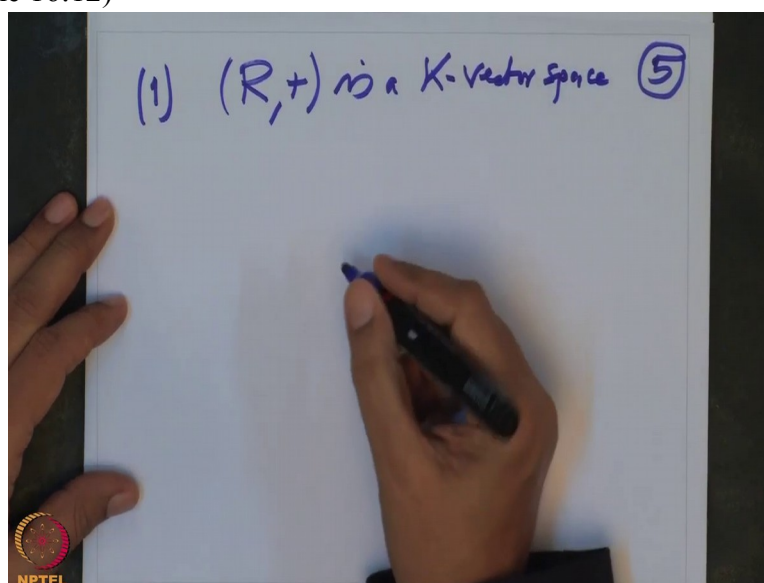 (1) (R,+) is a K-vector space ⑤
NPTEL